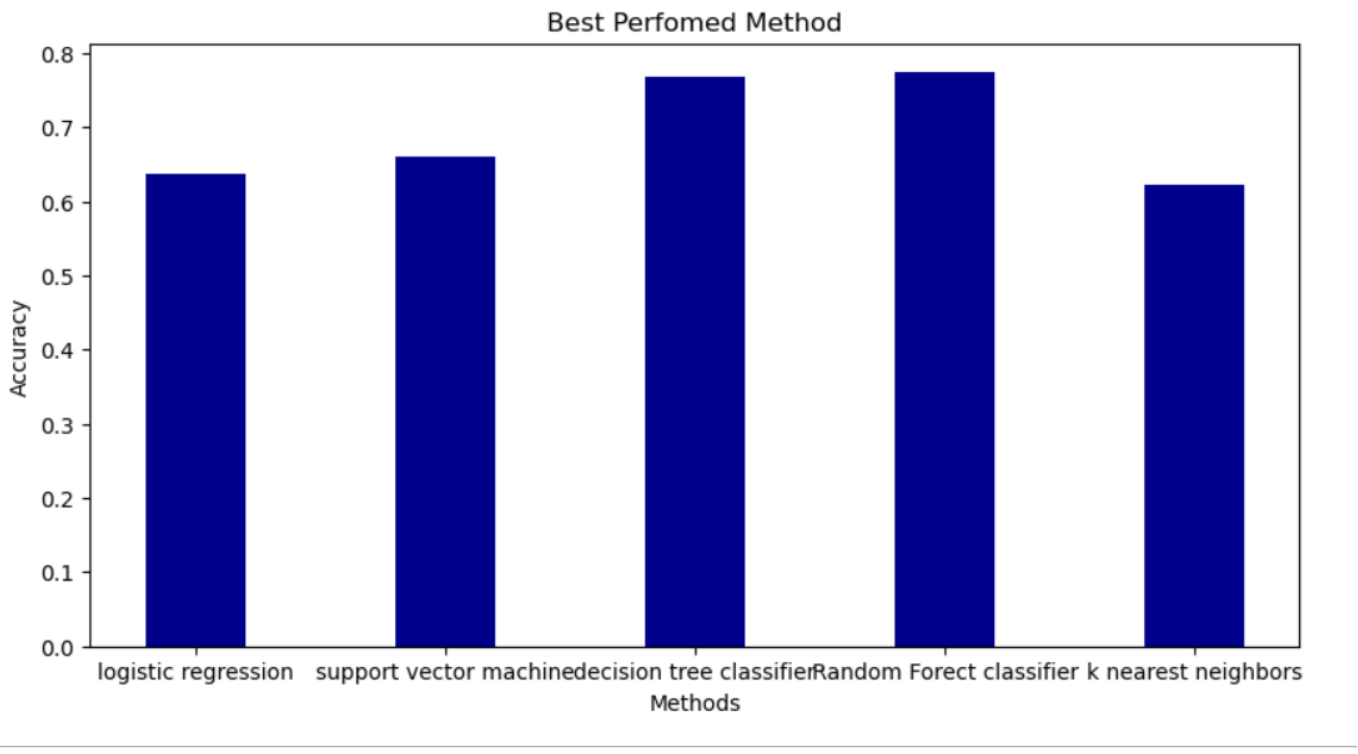 Best Perfomed Method
0.8
0.7
0.6
0.5
0.4
0.3
0.2
0.1
0.0
Accuracy
logistic regression support vector machinedecision tree classifierRandom Forect classifier k nearest neighbors
Methods